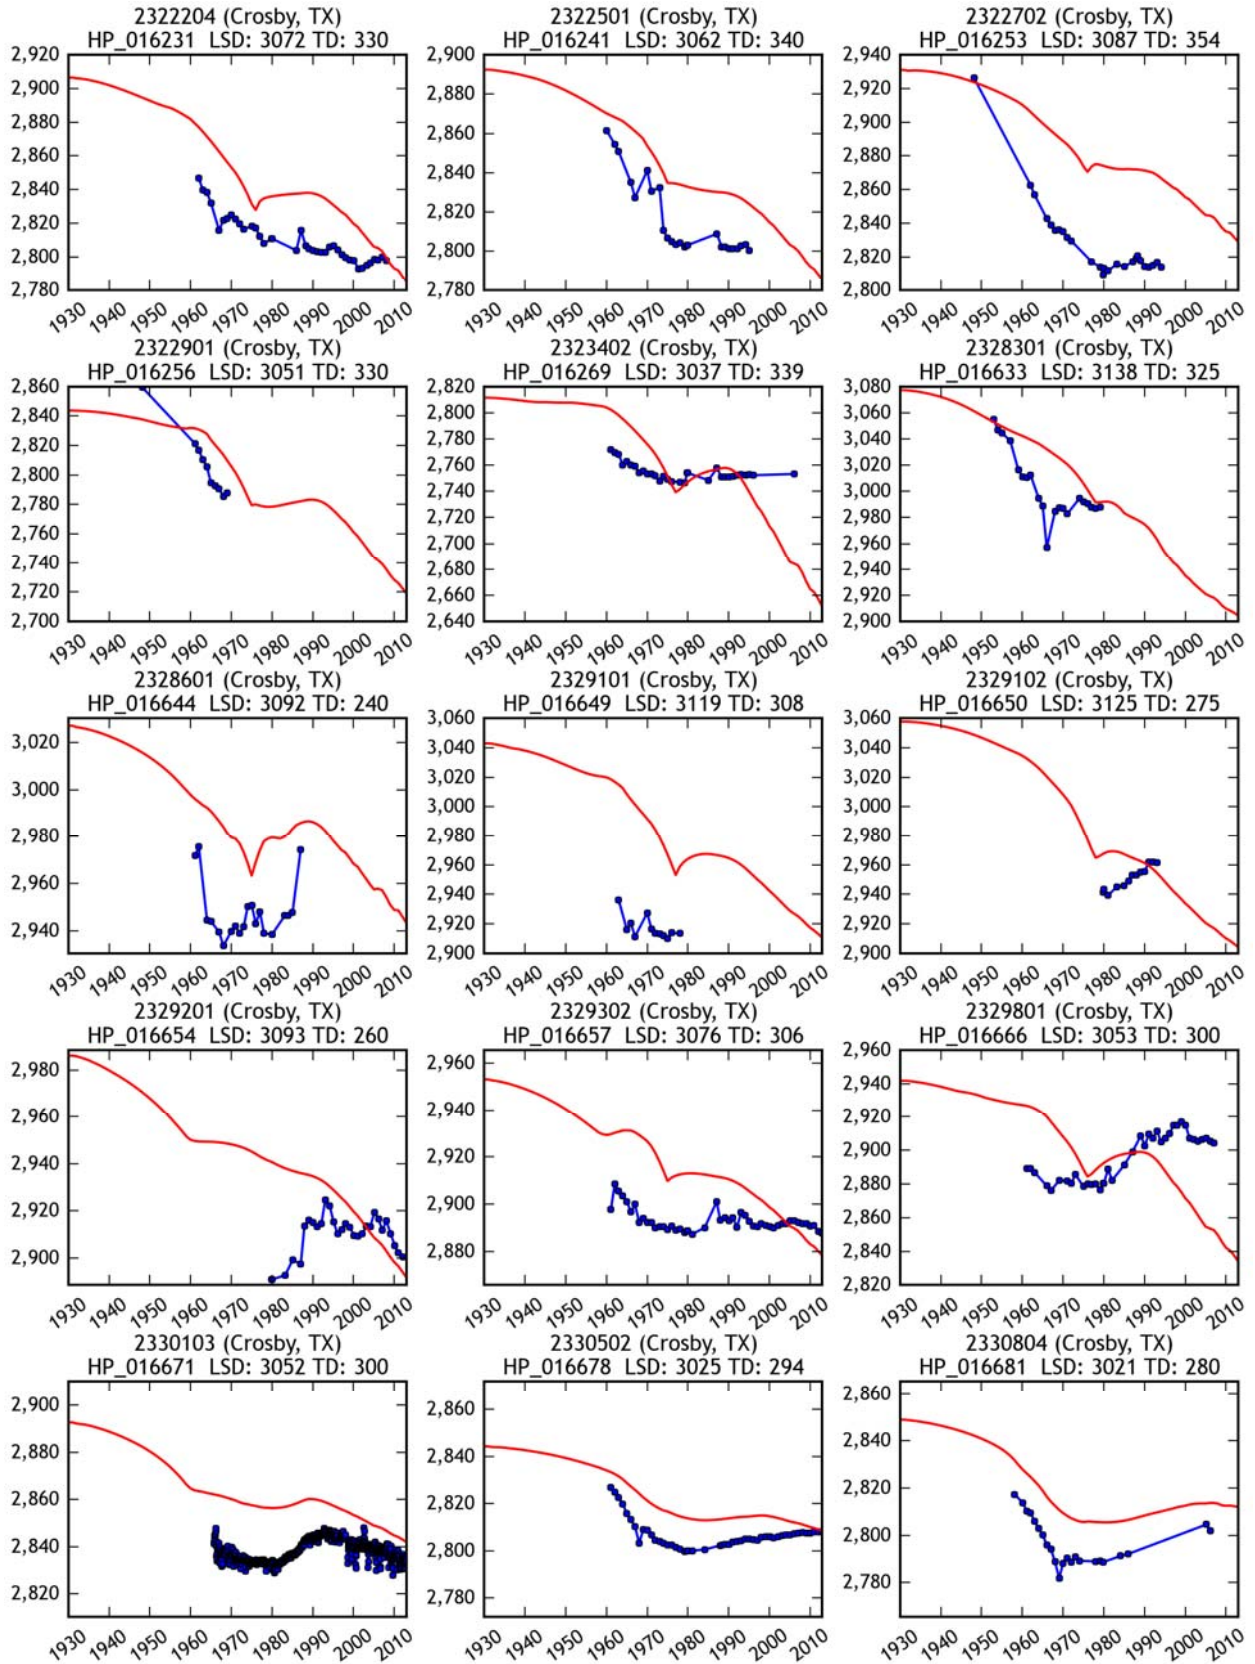 2322204 (Crosby, TX)
HP_016231 LSD: 3072 TD: 330
2,920
2,900
2,880
2,860
2,840
2,820
2,800
2,780
1930 1940 1950 1960 1970 1980 1990 2000 2010
2322501 (Crosby, TX)
HP_016241 LSD: 3062 TD: 340
2,900
2,880
2,860
2,840
2,820
2,800
2,780
1930 1940 1950 1960 1970 1980 1990 2000 2010
2322702 (Crosby, TX)
HP_016253 LSD: 3087 TD: 354
2,940
2,920
2,900
2,880
2,860
2,840
2,820
2,800
1930 1940 1950 1960 1970 1980 1990 2000 2010
2322901 (Crosby, TX)
HP_016256 LSD: 3051 TD: 330
2,860
2,840
2,820
2,800
2,780
2,760
2,740
2,720
2,700
1930 1940 1950 1960 1970 1980 1990 2000 2010
2323402 (Crosby, TX)
HP_016269 LSD: 3037 TD: 339
2,820
2,800
2,780
2,760
2,740
2,720
2,700
2,680
2,660
2,640
1930 1940 1950 1960 1970 1980 1990 2000 2010
2328301 (Crosby, TX)
HP_016633 LSD: 3138 TD: 325
3,080
3,060
3,040
3,020
3,000
2,980
2,960
2,940
2,920
2,900
1930 1940 1950 1960 1970 1980 1990 2000 2010
2328601 (Crosby, TX)
HP_016644 LSD: 3092 TD: 240
3,020
3,000
2,980
2,960
2,940
1930 1940 1950 1960 1970 1980 1990 2000 2010
2329101 (Crosby, TX)
HP_016649 LSD: 3119 TD: 308
3,060
3,040
3,020
3,000
2,980
2,960
2,940
2,920
2,900
1930 1940 1950 1960 1970 1980 1990 2000 2010
2329102 (Crosby, TX)
HP_016650 LSD: 3125 TD: 275
3,060
3,040
3,020
3,000
2,980
2,960
2,940
2,920
2,900
1930 1940 1950 1960 1970 1980 1990 2000 2010
2329201 (Crosby, TX)
HP_016654 LSD: 3093 TD: 260
2,980
2,960
2,940
2,920
2,900
1930 1940 1950 1960 1970 1980 1990 2000 2010
2329302 (Crosby, TX)
HP_016657 LSD: 3076 TD: 306
2,960
2,940
2,920
2,900
2,880
1930 1940 1950 1960 1970 1980 1990 2000 2010
2329801 (Crosby, TX)
HP_016666 LSD: 3053 TD: 300
2,960
2,940
2,920
2,900
2,880
2,860
2,840
2,820
1930 1940 1950 1960 1970 1980 1990 2000 2010
2330103 (Crosby, TX)
HP_016671 LSD: 3052 TD: 300
2,900
2,880
2,860
2,840
2,820
1930 1940 1950 1960 1970 1980 1990 2000 2010
2330502 (Crosby, TX)
HP_016678 LSD: 3025 TD: 294
2,860
2,840
2,820
2,800
2,780
1930 1940 1950 1960 1970 1980 1990 2000 2010
2330804 (Crosby, TX)
HP_016681 LSD: 3021 TD: 280
2,860
2,840
2,820
2,800
2,780
1930 1940 1950 1960 1970 1980 1990 2000 2010